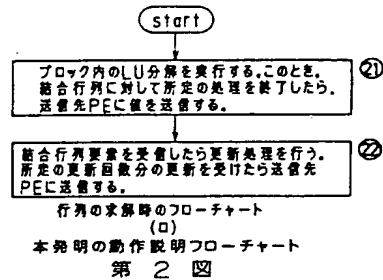 start
ブロック内のLU分解を実行する。このとき。
結合行列に対して所定の処理を終了したら、
送信先PEに値を送信する。
㉑
結合行列要素を受信したら更新処理を行う。
所定の更新回数分の更新を受けたら送信先
PEに送信する。
㉒
行列の求解時のフローチャート
(ロ)
本発明の動作説明フローチャート
第 2 図